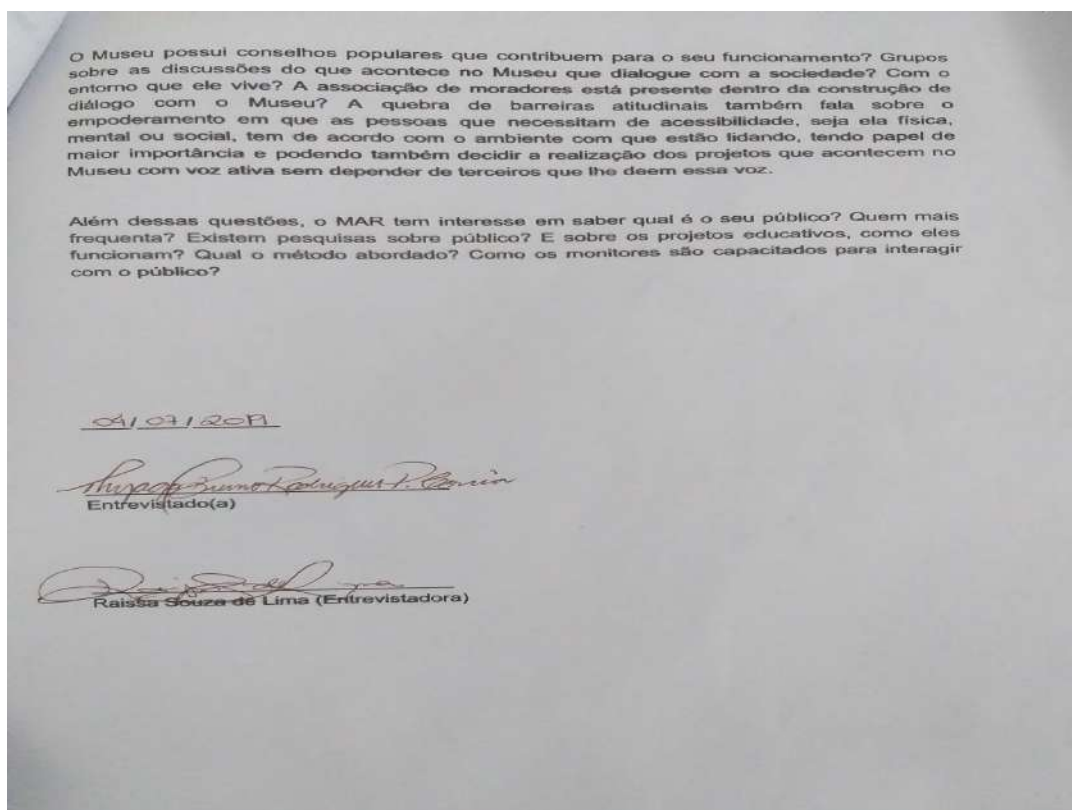 O Museu possui conselhos populares que contribuem para o seu funcionamento? Grupos
sobre as discussões do que acontece no Museu que dialogue com a sociedade? Com o
entorno que ele vive? A associação de moradores está presente dentro da construção de
diálogo com o Museu? A quebra de barreiras atitudinais também fala sobre o
empoderamento em que as pessoas que necessitam de acessibilidade, seja ela física,
mental ou social, tem de acordo com o ambiente com que estão lidando, tendo papel de
maior importância e podendo também decidir a realização dos projetos que acontecem no
Museu com voz ativa sem depender de terceiros que lhe deem essa voz.
Além dessas questões, o MAR tem interesse em saber qual é o seu público? Quem mais
frequenta? Existem pesquisas sobre público? E sobre os projetos educativos, como eles
funcionam? Qual o método abordado? Como os monitores são capacitados para interagir
com o público?
04/07/2019
Bruno Rodrigues P.
Entrevistado(a)
Raissa Souza de Lima (Entrevistadora)